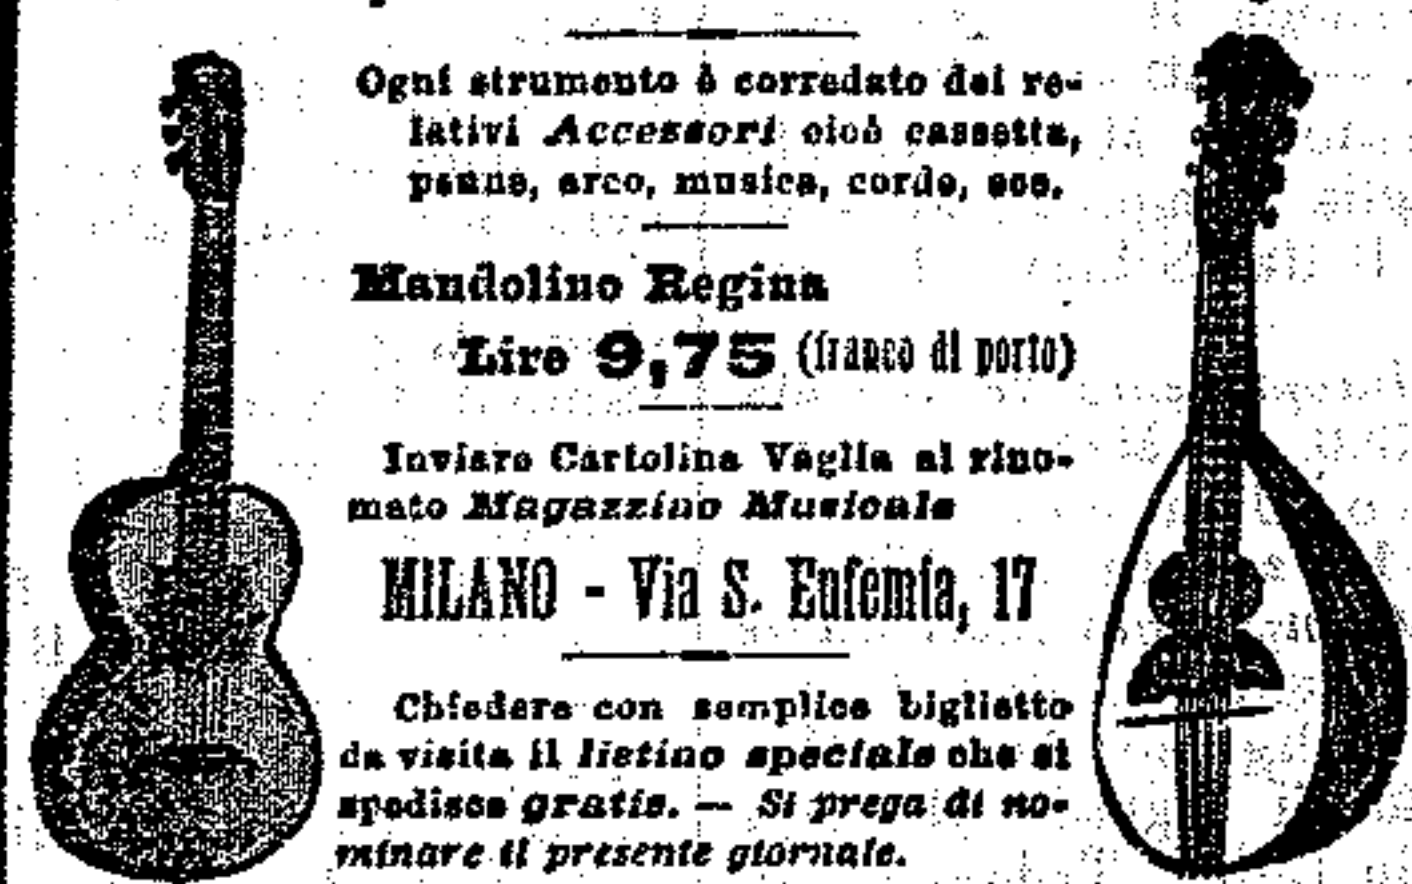 Ogni strumento è corredato dei re-
lativi Accessori cioè cassetta,
penne, arco, musica, corde, ecc.
Mandolino Regina
Lire 9,75 (franco di porto)
Inviare Cartolina Vaglia al rino-
mato Magazzino Musicale
MILANO - Via S. Eufemia, 17
Chiedere con semplice biglietto
da visita il listino speciale che si
spedisce gratis. — Si prega di no-
minare il presente giornale.